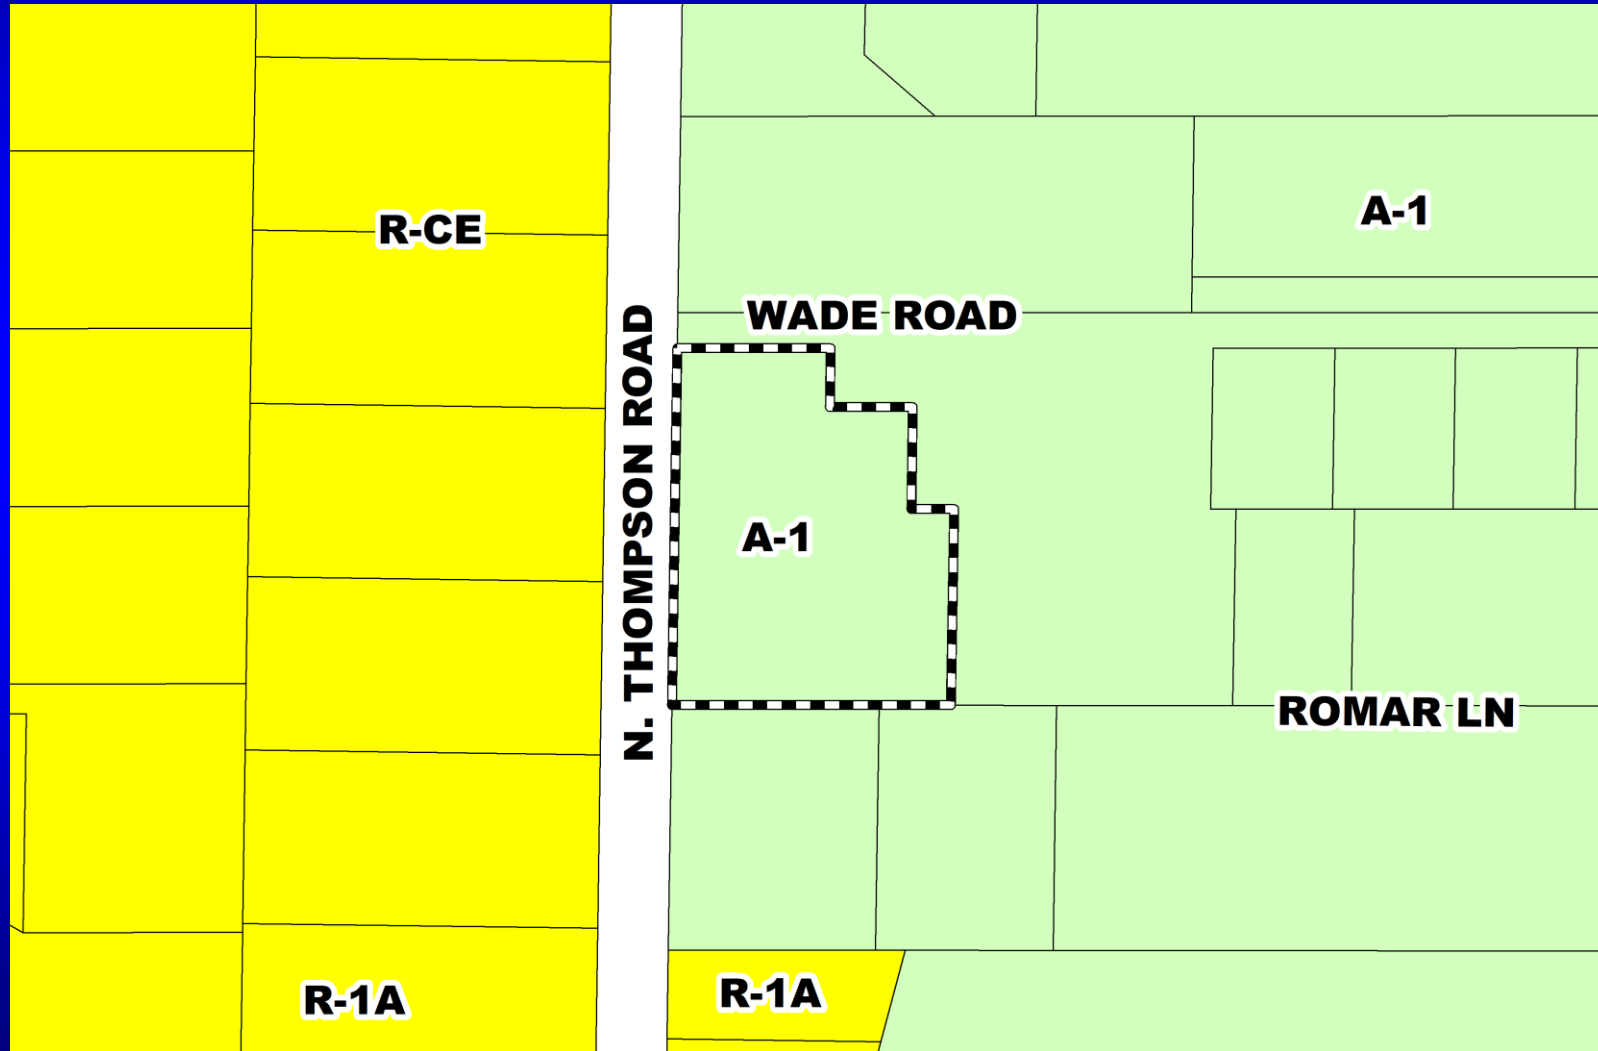 A-1
R-CE
WADE ROAD
N. THOMPSON ROAD
A-1
ROMAR LN
R-1A
R-1A